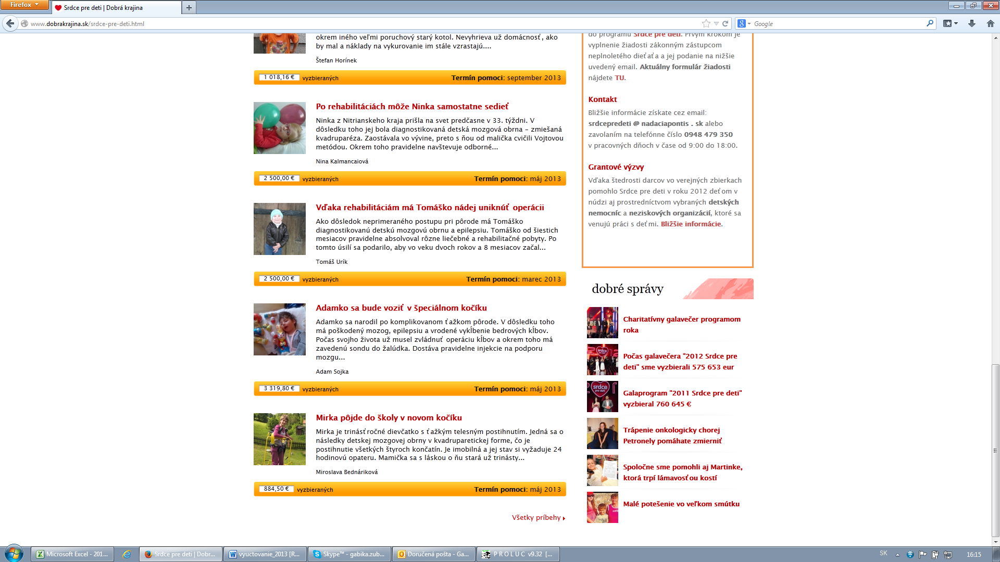 Firefox
Srdce pre deti | Dobrá krajina
www.dobrakrajina.sk/srdce-pre-deti.html
Google
okrem iného veľmi poruchový starý kotol. Nevyhrieva už domácnosť, ako
by mal a náklady na vykurovanie im stále vzrastajú....
Štefan Horínek
1 018,16 € vyzbieraných
Termín pomoci: september 2013
Po rehabilitáciách môže Ninka samostatne sedieť
Ninka z Nitrianskeho kraja prišla na svet predčasne v 33. týždni. V
dôsledku toho jej bola diagnostikovaná detská mozgová obrna – zmiešaná
kvadruparéza. Zaostávala vo vývine, preto s ňou od malička cvičili Vojtovou
metódou. Okrem toho pravidelne navštevuje odborné...
Nina Kalmancaiová
2 500,00 € vyzbieraných
Termín pomoci: máj 2013
Vďaka rehabilitáciám má Tomáško nádej uniknúť operácii
Ako dôsledok neprimeraného postupu pri pôrode má Tomáško
diagnostikovanú detskú mozgovú obrnu a epilepsiu. Tomáško od šiestich
mesiacov pravidelne absolvoval rôzne liečebné a rehabilitačné pobyty. Po
tomto úsilí sa podarilo, aby vo veku dvoch rokov a 8 mesiacov začal...
Tomáš Urík
2 500,00 € vyzbieraných
Termín pomoci: marec 2013
Adamko sa bude voziť v špeciálnom kočíku
Adamko sa narodil po komplikovanom ťažkom pôrode. V dôsledku toho
má poškodený mozog, epilepsiu a vrodené vykĺbenie bedrových kĺbov.
Počas svojho života už musel zvládnuť operáciu kĺbov a okrem toho má
zavedenú sondu do žalúdka. Dostáva pravidelne injekcie na podporu
mozgu...
Adam Sojka
3 319,80 € vyzbieraných
Termín pomoci: máj 2013
Mirka pôjde do školy v novom kočíku
Mirka je trinásťročné dievčatko s ťažkým telesným postihnutím. Jedná sa o
následky detskej mozgovej obrny v kvadruparetickej forme, čo je
postihnutie všetkých štyroch končatín. Je imobilná a jej stav si vyžaduje 24
hodinovú opateru. Mamička sa s láskou o ňu stará už trinásty...
Miroslava Bednáriková
884,50 € vyzbieraných
Termín pomoci: máj 2013
Všetky príbehy
do programu Srdce pre deti. Prvým krokom je
vyplnenie žiadosti zákonným zástupcom
neplnoletého dieťaťa a jej podanie na nižšie
uvedený email. Aktuálny formulár žiadosti
nájdete TU.
Kontakt
Bližšie informácie získate cez email:
srdcepredeti @ nadaciapontis . sk alebo
zavolaním na telefónne číslo 0948 479 350
v pracovných dňoch v čase od 9:00 do 18:00.
Grantové výzvy
Vďaka štedrosti darcov vo verejných zbierkach
pomohlo Srdce pre deti v roku 2012 deťom v
núdzi aj prostredníctvom vybraných detských
nemocníc a neziskových organizácií, ktoré sa
venujú práci s deťmi. Bližšie informácie.
dobré správy
Charitatívny galavečer programom
roka
Počas galavečera "2012 Srdce pre
deti" sme vyzbierali 575 653 eur
Galaprogram "2011 Srdce pre deti"
vyzbieral 760 645 €
Trápenie onkologicky chorej
Petronely pomáhate zmierniť
Spoločne sme pomohli aj Martinke,
ktorá trpí lámavosťou kostí
Malé potešenie vo veľkom smútku
srdce
srdce
pre deti
Microsoft Excel - 201...
Srdce pre deti | Dobr...
vyuctovanie_2013 [R...
Skype™ - gabika.zub...
Doručená pošta - Ga...
P R O L U C v9.32 [...
SK
16:15